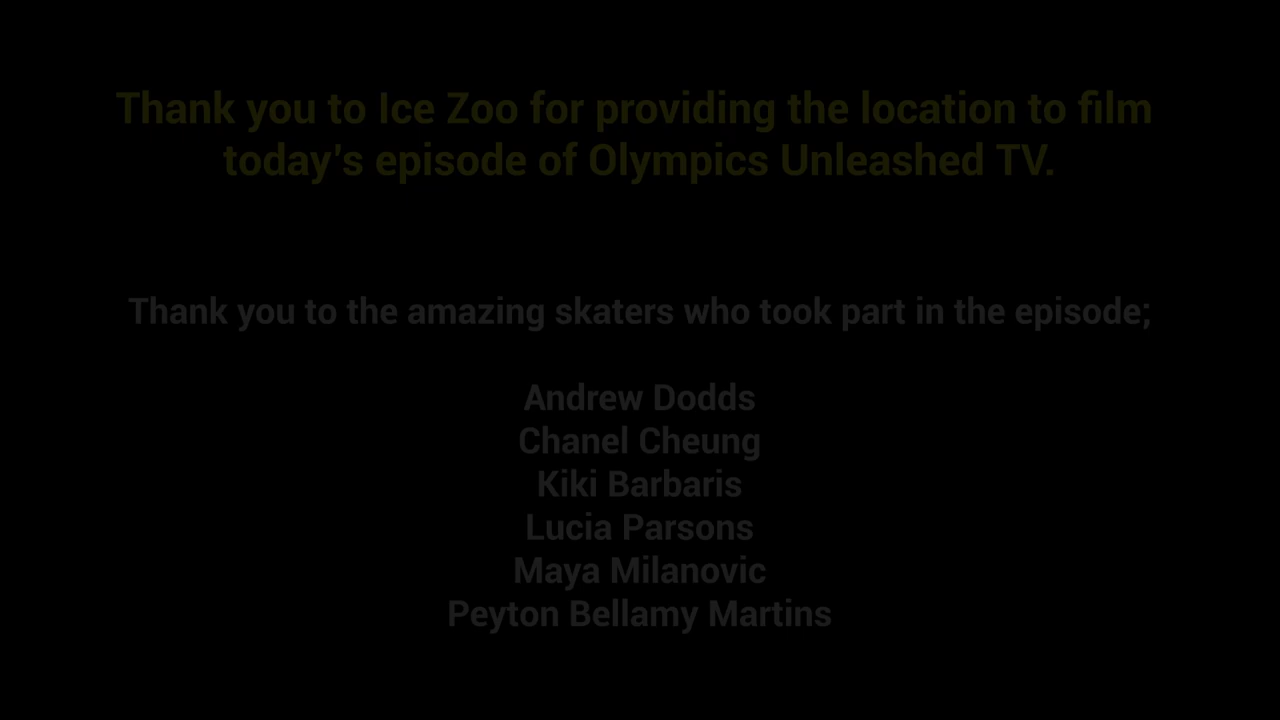 Thank you to Ice Zoo for providing the location to film
today's episode of Olympics Unleashed TV.
Thank you to the amazing skaters who took part in the episode;
Andrew Dodds
Chanel Cheung
Kiki Barbaris
Lucia Parsons
Maya Milanovic
Peyton Bellamy Martins